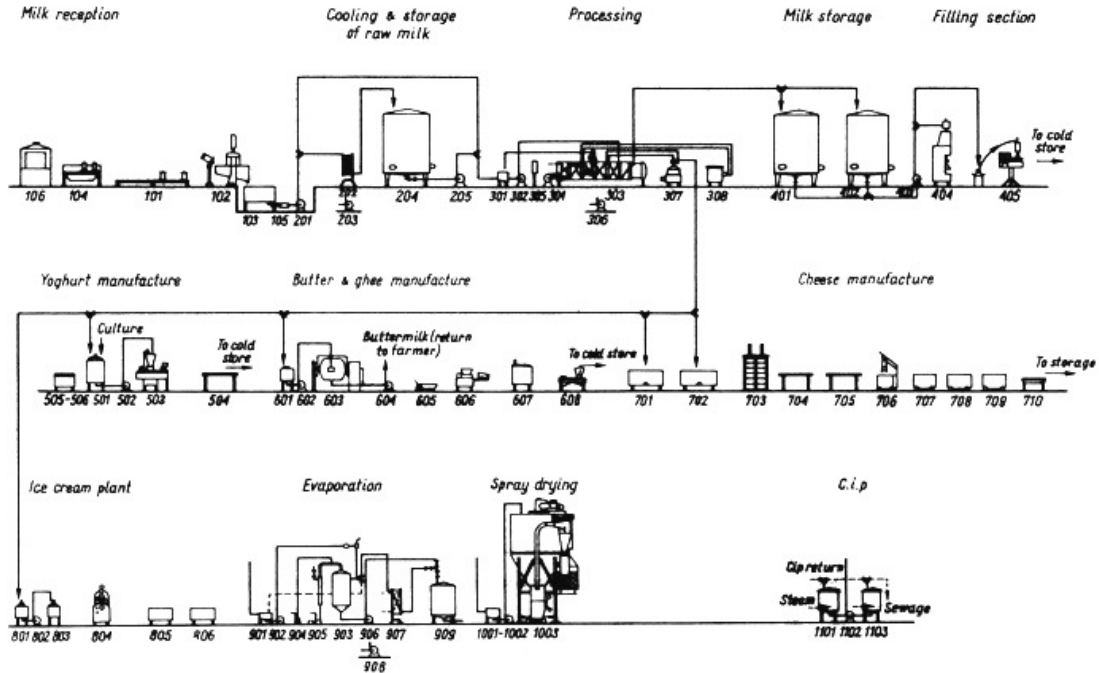 Milk reception
Cooling & storage
of raw milk
Processing
Milk storage
Filling section
To cold
store
106 104 101 102 103 105 201 202 203 204 205 301 302 305 304 303 306 307 308 401 402 403 404 405
Yoghurt manufacture
Butter & ghee manufacture
Cheese manufacture
Culture
To cold
store
Buttermilk (return
to farmer)
To cold store
To storage
505-506 501 502 503 504 601 602 603 604 605 606 607 608 701 702 703 704 705 706 707 708 709 710
Ice cream plant
Evaporation
Spray drying
C.i.p
Cip return
Steam
Sewage
801 802 803 804 805 806 901 902 904 905 903 906 907 908 909 1001-1002 1003 1101 1102 1103